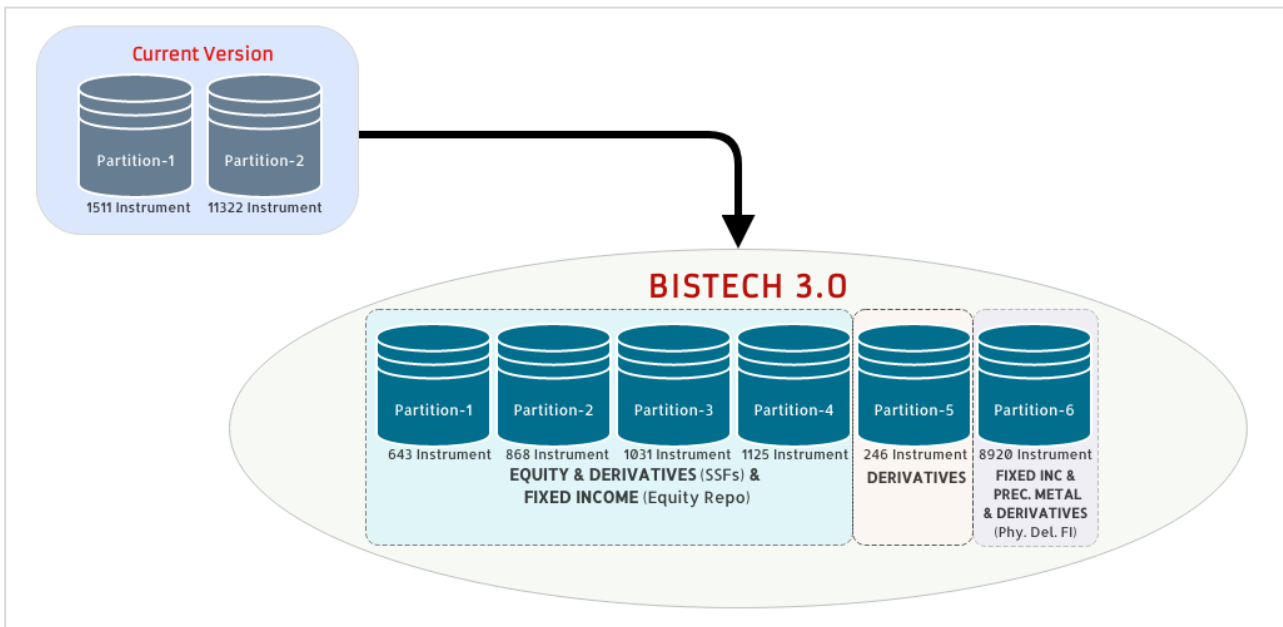 Current Version
Partition-1 Partition-2
1511 Instrument 11322 Instrument
BISTECH 3.0
Partition-1 Partition-2 Partition-3 Partition-4 Partition-5 Partition-6
643 Instrument 868 Instrument 1031 Instrument 1125 Instrument 246 Instrument 8920 Instrument
EQUITY & DERIVATIVES (SSFs) &
FIXED INCOME (Equity Repo)
DERIVATIVES
FIXED INC &
PREC. METAL
& DERIVATIVES
(Phy. Del. FI)